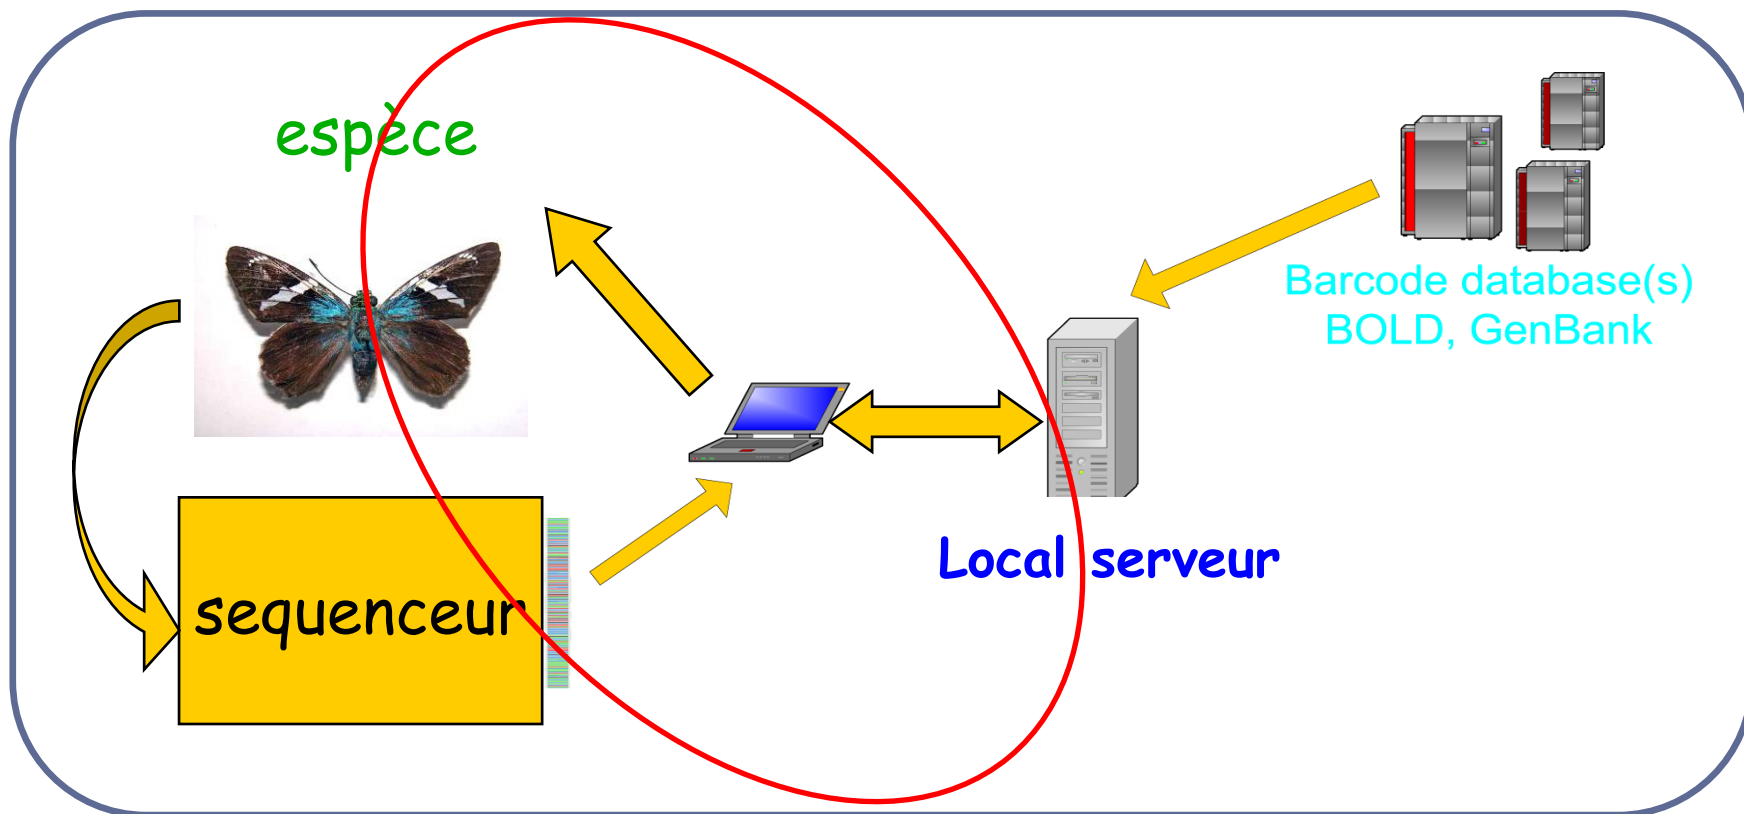 espèce
Barcode database(s)
BOLD, GenBank
Local serveur
sequenceur